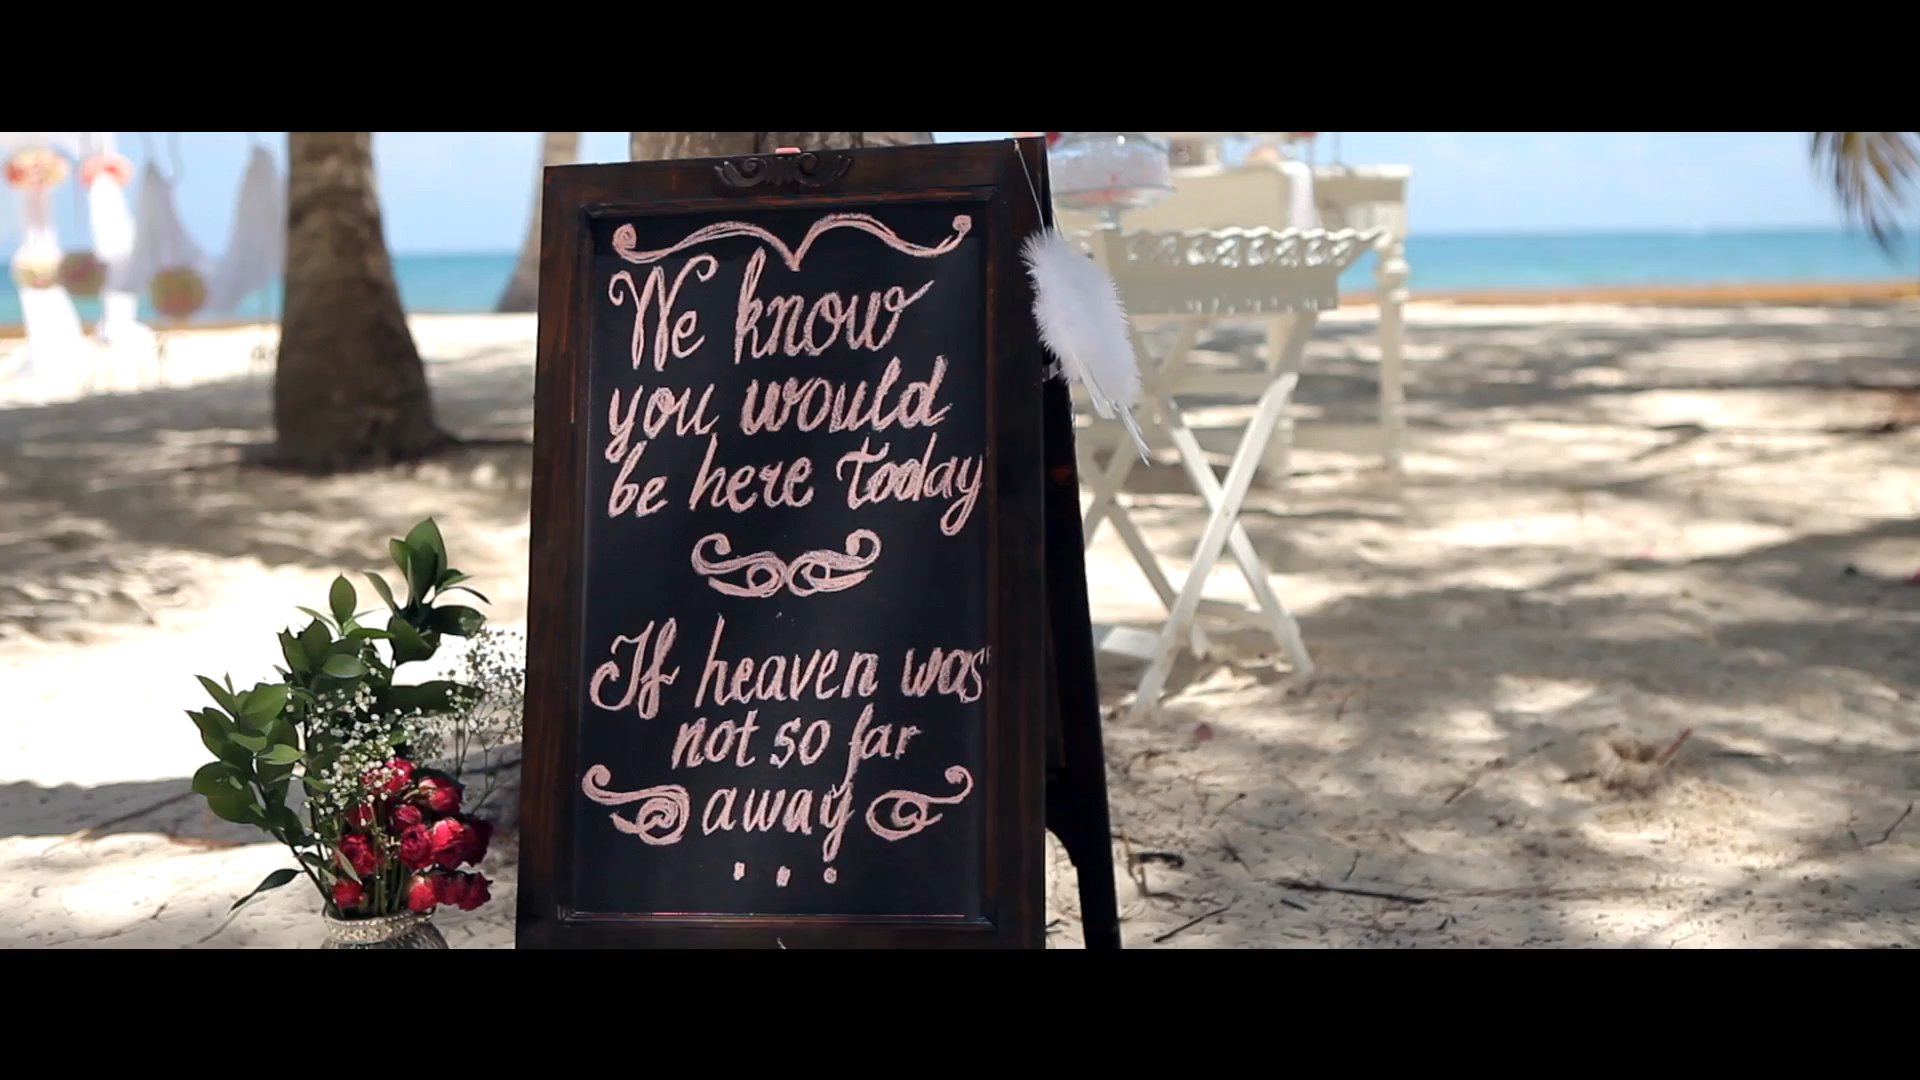 We know
you would
be here today
If heaven was
not so far
away
...